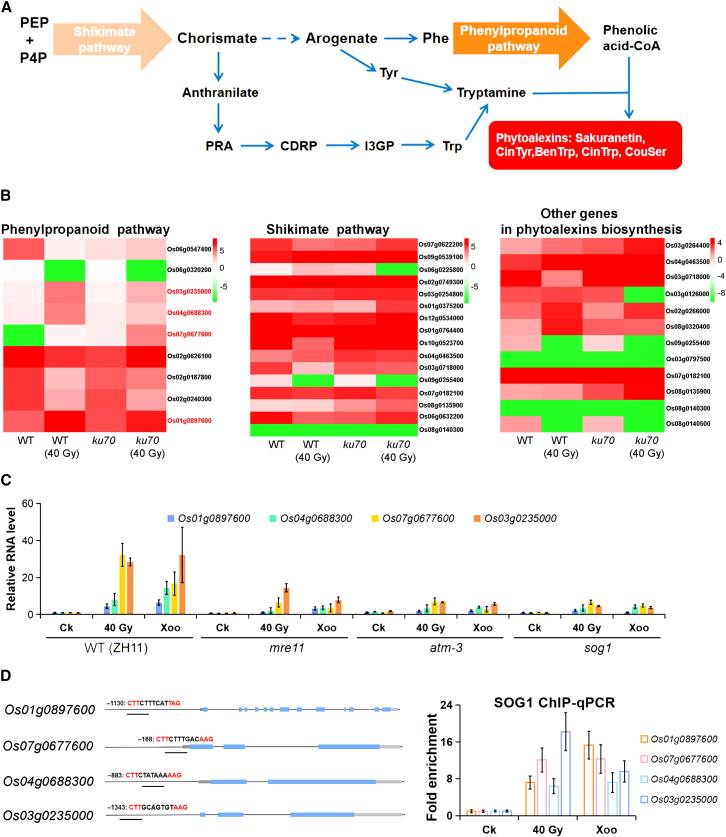 A
PEP
+
P4P
Shikimate
pathway
Chorismate
Arogenate
Phe
Phenylpropanoid
pathway
Phenolic
acid-CoA
Tyr
Anthranilate
Tryptamine
PRA
CDRP
I3GP
Trp
Phytoalexins: Sakuranetin,
CinTyr,BenTrp, CinTrp, CouSer
B
Phenylpropanoid pathway
Os06g0547400
Os06g0320200
Os03g0235000
Os04g0688300
Os07g0677600
Os02g0626100
Os02g0187800
Os02g0240300
Os01g0897600
5
0
-5
WT
WT
(40 Gy)
ku70
ku70
(40 Gy)
Shikimate pathway
Os07g0622200
Os09g0539100
Os06g0225800
Os02g0749300
Os03g0254800
Os01g0375200
Os12g0534000
Os01g0764400
Os10g0523700
Os04g0463500
Os03g0718000
Os09g0255400
Os07g0182100
Os08g0135900
Os06g0632200
Os08g0140300
5
0
-5
WT
WT
(40 Gy)
ku70
ku70
(40 Gy)
Other genes
in phytoalexins biosynthesis
Os03g0264400
Os04g0463500
Os03g0718000
Os03g0126000
Os02g0266000
Os08g0320400
Os09g0255400
Os03g0797500
Os07g0182100
Os08g0135900
Os08g0140300
Os08g0140500
4
0
-4
-8
WT
WT
(40 Gy)
ku70
ku70
(40 Gy)
C
Relative RNA level
60
40
20
0
Os01g0897600
Os04g0688300
Os07g0677600
Os03g0235000
Ck
40 Gy
Xoo
Ck
40 Gy
Xoo
Ck
40 Gy
Xoo
Ck
40 Gy
Xoo
WT (ZH11)
mre11
atm-3
sog1
D
Os01g0897600
−1130: CTTCTTTCATTAG
Os07g0677600
−168: CTTCTTTGACAAG
Os04g0688300
−883: CTTCTATAAAAAG
Os03g0235000
−1343: CTTGCAGTGTAAG
SOG1 ChIP-qPCR
Fold enrichment
24
16
8
0
Os01g0897600
Os07g0677600
Os04g0688300
Os03g0235000
Ck
40 Gy
Xoo